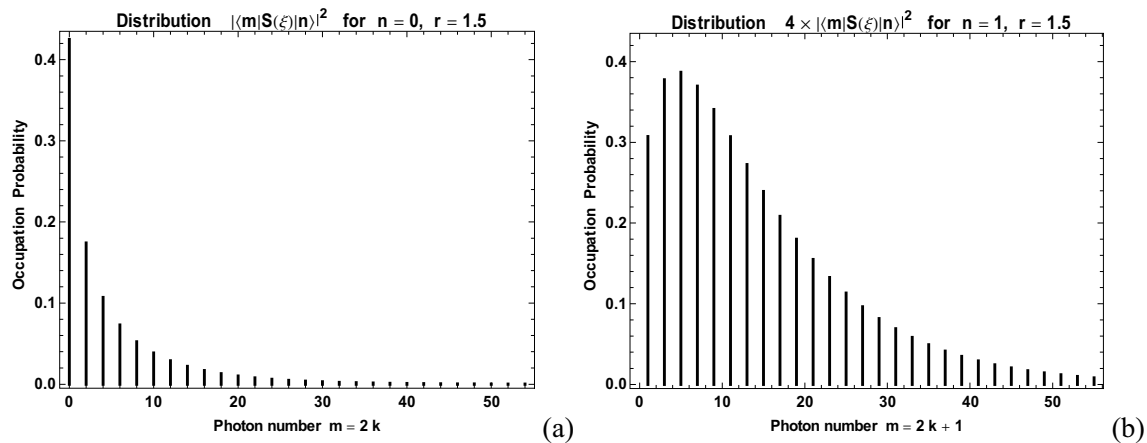 Distribution |⟨m|S(ξ)|n⟩|² for n = 0, r = 1.5
Occupation Probability
0.4
0.3
0.2
0.1
0.0
0 10 20 30 40 50
Photon number m = 2 k
(a)
Distribution 4 × |⟨m|S(ξ)|n⟩|² for n = 1, r = 1.5
Occupation Probability
0.4
0.3
0.2
0.1
0.0
0 10 20 30 40 50
Photon number m = 2 k + 1
(b)